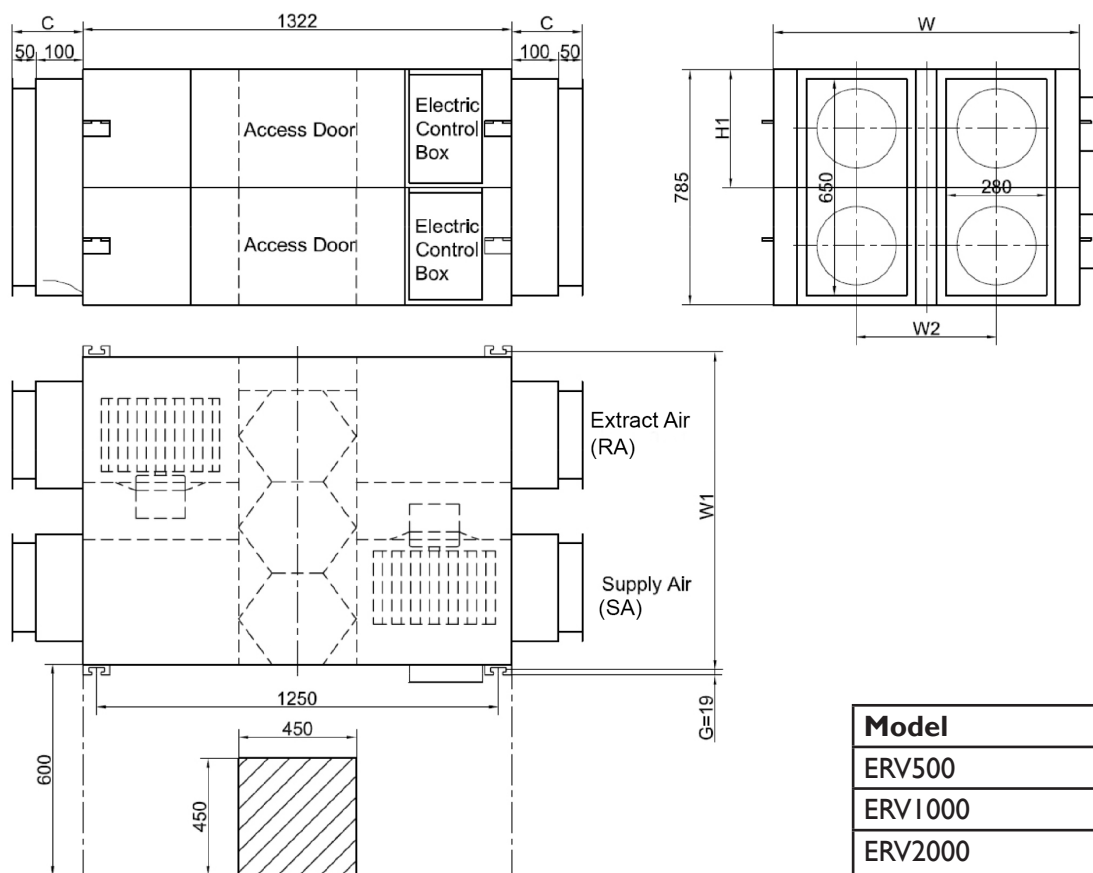 C
1322
C
50
100
100
50
Access Door
Electric
Control
Box
Access Door
Electric
Control
Box
W
H1
785
650
280
W2
Extract Air
(RA)
Supply Air
(SA)
W1
G=19
1250
450
600
450
Model
ERV500
ERV1000
ERV2000